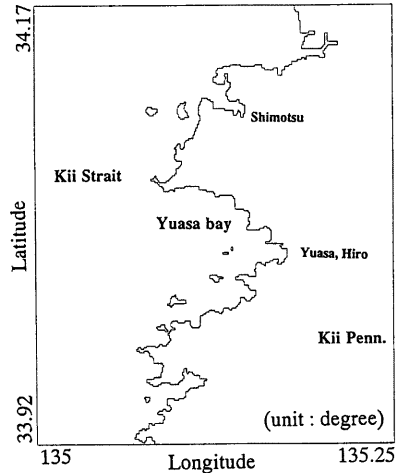 34.17
Shimotsu
Kii Strait
Yuasa bay
Yuasa, Hiro
Latitude
Kii Penn.
33.92
(unit : degree)
135
135.25
Longitude